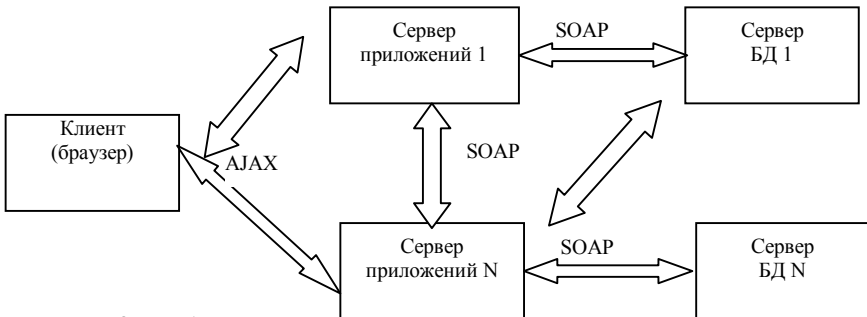 Сервер
приложений 1
SOAP
Сервер
БД 1
Клиент
(браузер)
AJAX
SOAP
Сервер
приложений N
SOAP
Сервер
БД N